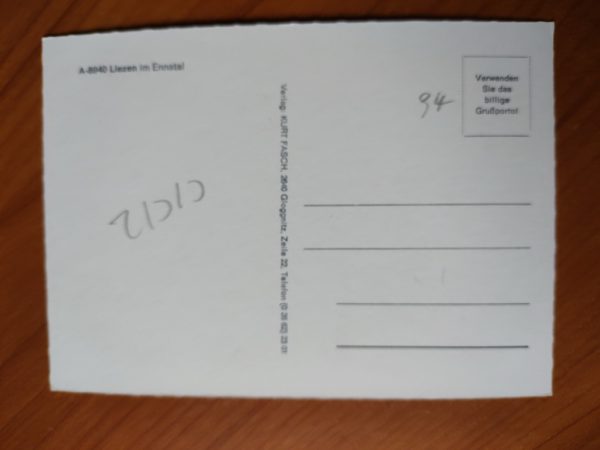 A-8940 Liezen im Ennstal
Verlag: KURT FASCH, 2640 Gloggnitz, Zeile 22, Telefon (0 26 62) 23 01
94
Verwenden
Sie das
billige
Grußporto!